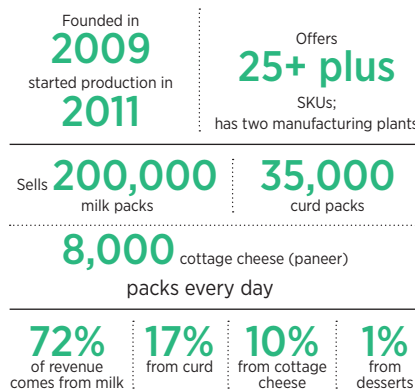 Founded in
2009
started production in
2011
Offers
25+ plus
SKUs;
has two manufacturing plants
Sells 200,000
milk packs
35,000
curd packs
8,000 cottage cheese (paneer)
packs every day
72%
of revenue
comes from milk
17%
from curd
10%
from cottage
cheese
1%
from
desserts